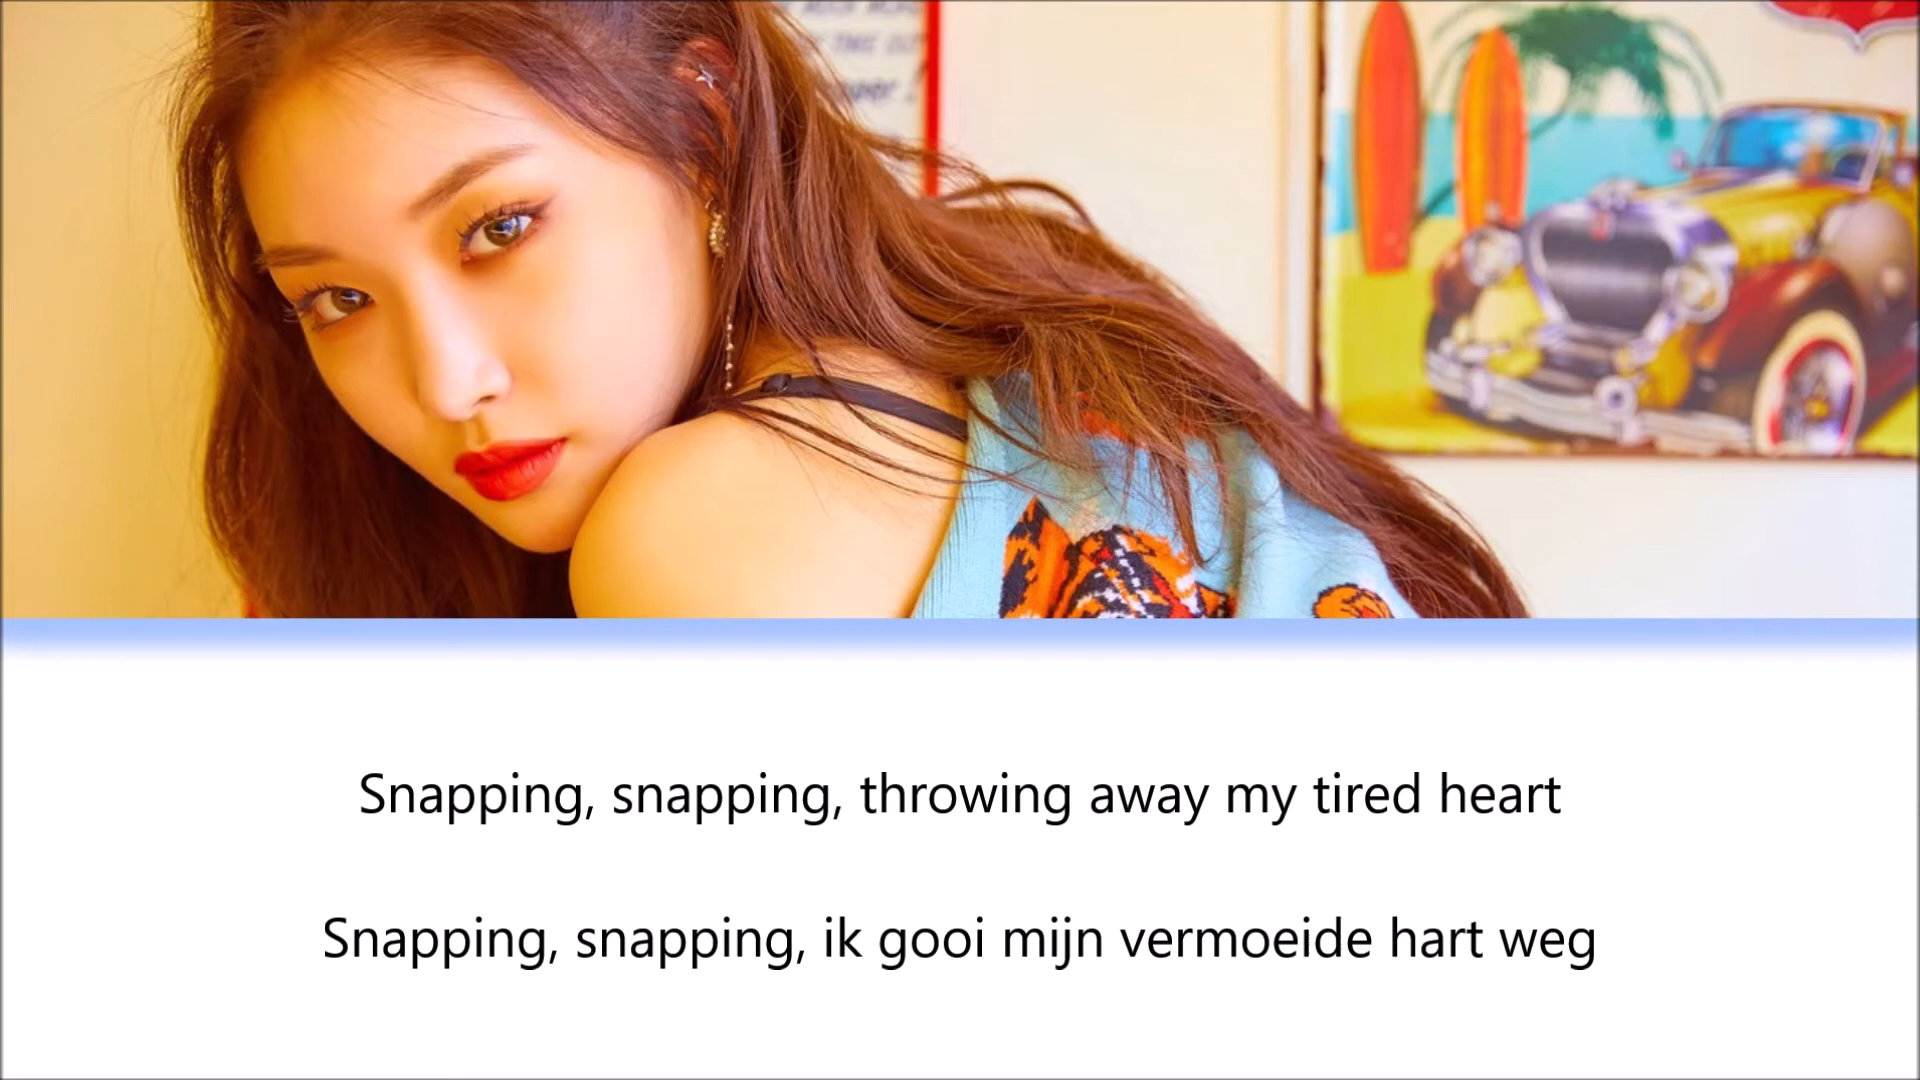 Snapping, snapping, throwing away my tired heart
Snapping, snapping, ik gooi mijn vermoeide hart weg